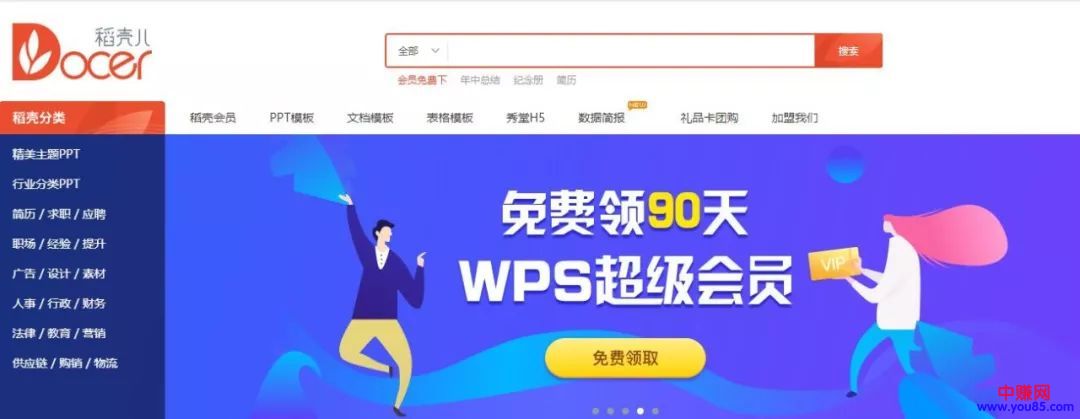 稻壳儿
Docer
全部
搜索
会员免费下 年中总结 纪念册 简历
稻壳分类
稻壳会员 PPT模板 文档模板 表格模板 秀堂H5 数据简报 NEW 礼品卡团购 加盟我们
精美主题PPT
行业分类PPT
简历 / 求职 / 应聘
职场 / 经验 / 提升
广告 / 设计 / 素材
人事 / 行政 / 财务
法律 / 教育 / 营销
供应链 / 购销 / 物流
免费领90天
WPS超级会员
VIP
免费领取
中赚网
www.you85.com